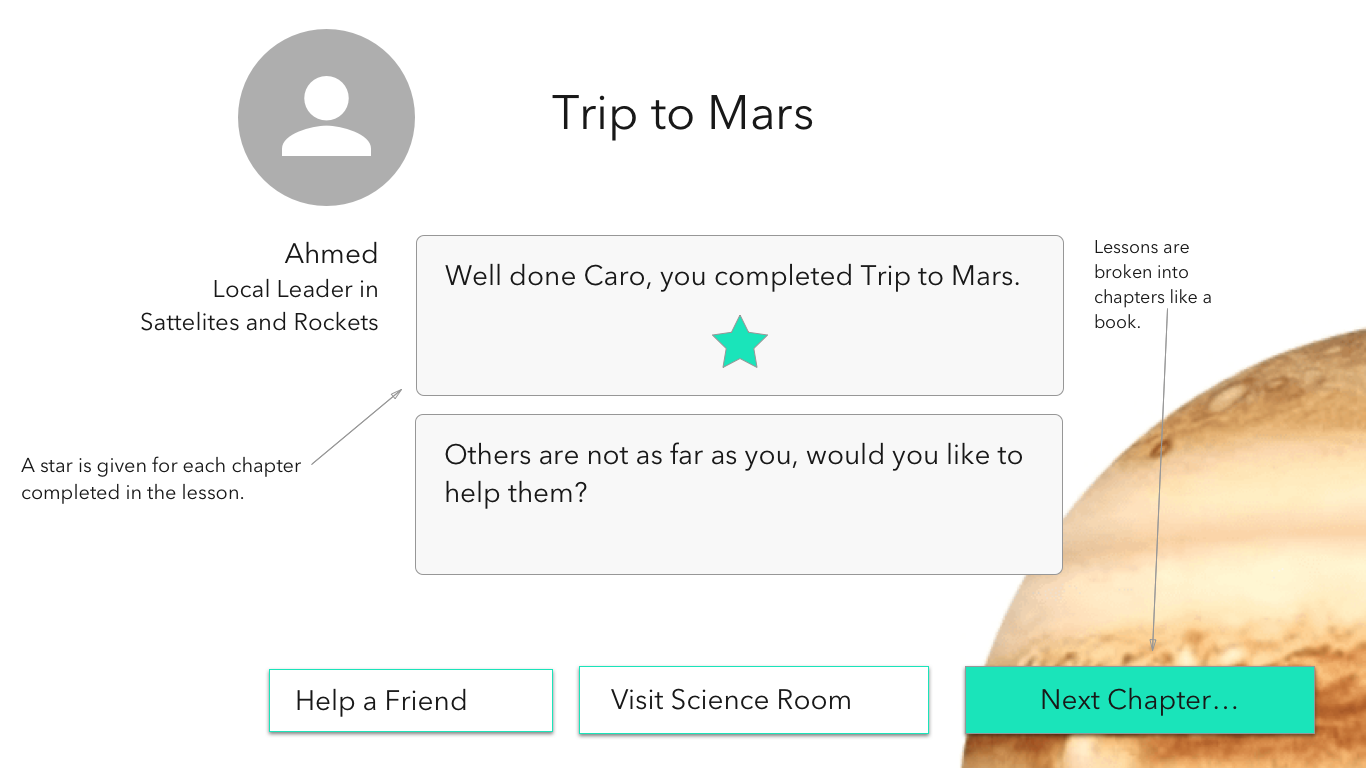 Trip to Mars
Ahmed
Local Leader in
Sattelites and Rockets
Well done Caro, you completed Trip to Mars.
Lessons are
broken into
chapters like a
book.
A star is given for each chapter
completed in the lesson.
Others are not as far as you, would you like to
help them?
Help a Friend
Visit Science Room
Next Chapter…